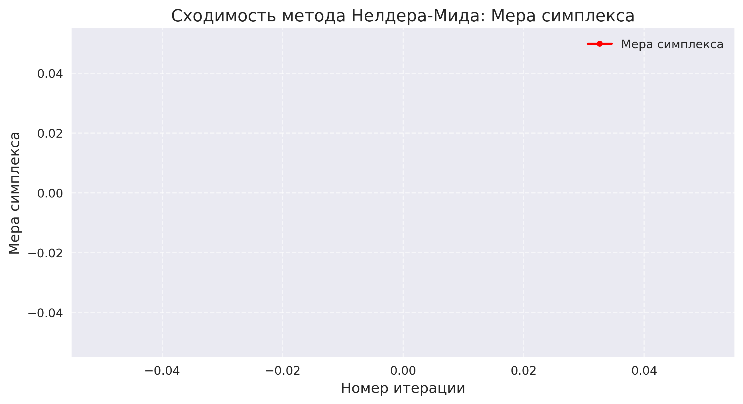 Сходимость метода Нелдера-Мида: Мера симплекса
Мера симплекса
0.04
0.02
0.00
−0.02
−0.04
Мера симплекса
−0.04 −0.02 0.00 0.02 0.04
Номер итерации